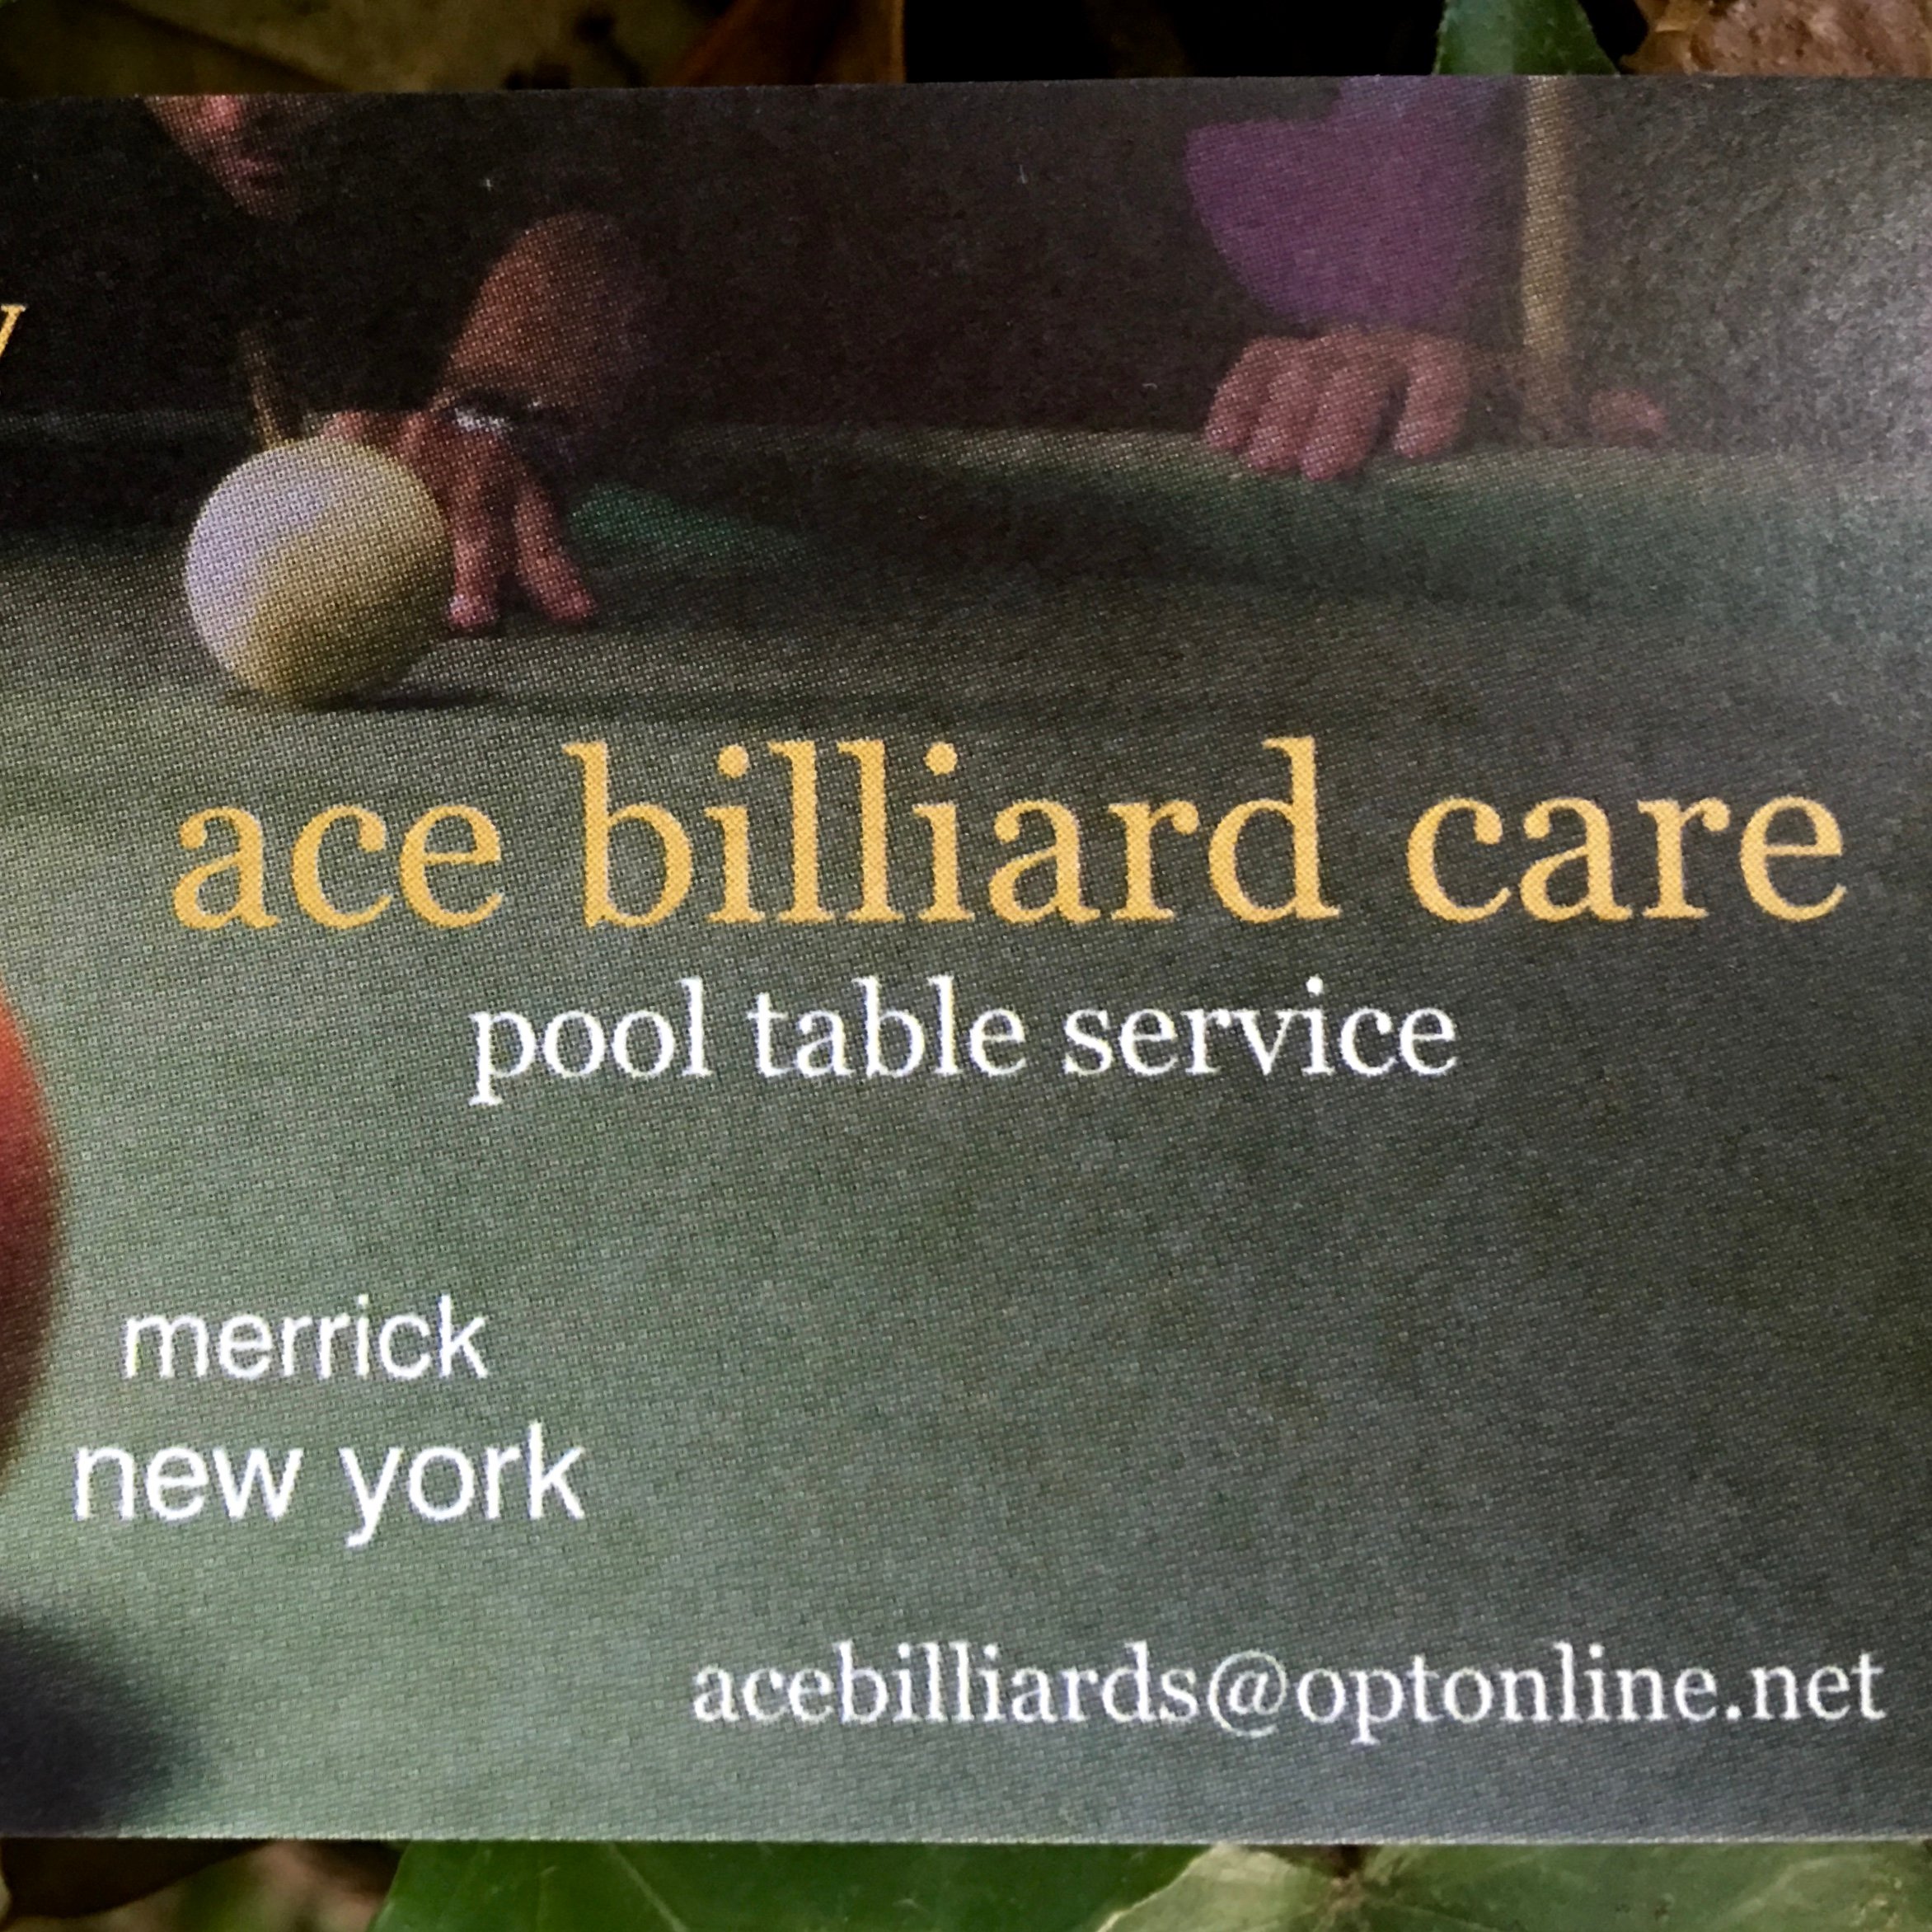 ace billiard care
pool table service
merrick
new york
acebilliards@optonline.net